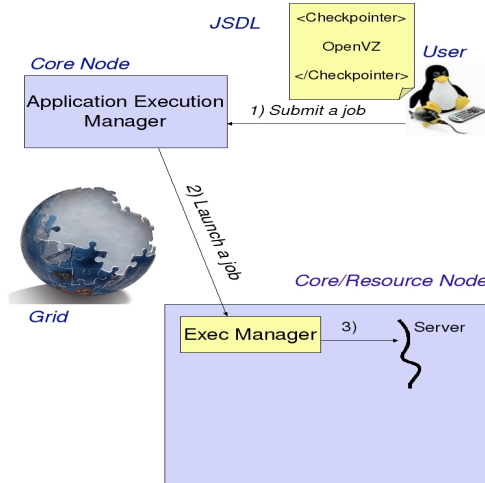 JSDL
<Checkpointer>
OpenVZ
</Checkpointer>
User
Core Node
Application Execution
Manager
1) Submit a job
2) Launch a job
Grid
Core/Resource Node
Exec Manager
3)
Server